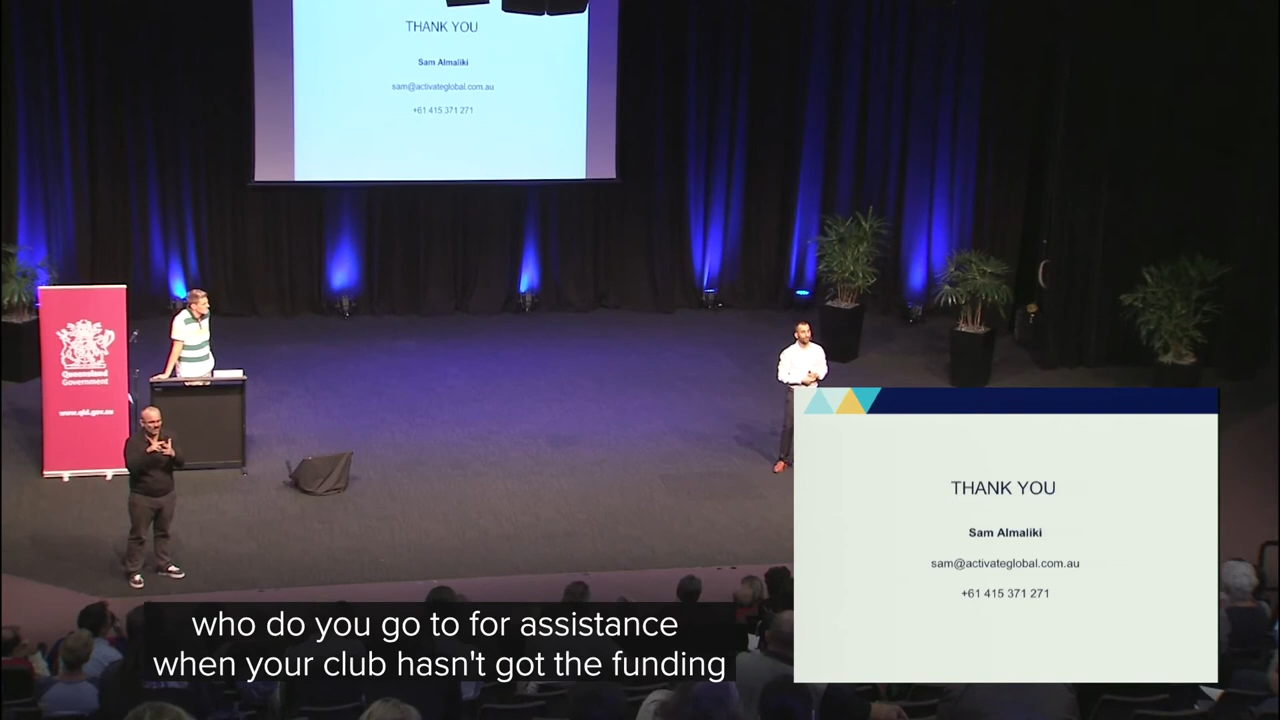 THANK YOU
Sam Almaliki
sam@activateglobal.com.au
+61 415 371 271
Queensland
Government
www.qld.gov.au
THANK YOU
Sam Almaliki
sam@activateglobal.com.au
+61 415 371 271
who do you go to for assistance
when your club hasn't got the funding